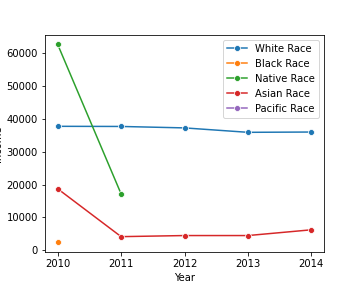 White Race
Black Race
Native Race
Asian Race
Pacific Race
60000
50000
40000
30000
20000
10000
0
2010 2011 2012 2013 2014
Year